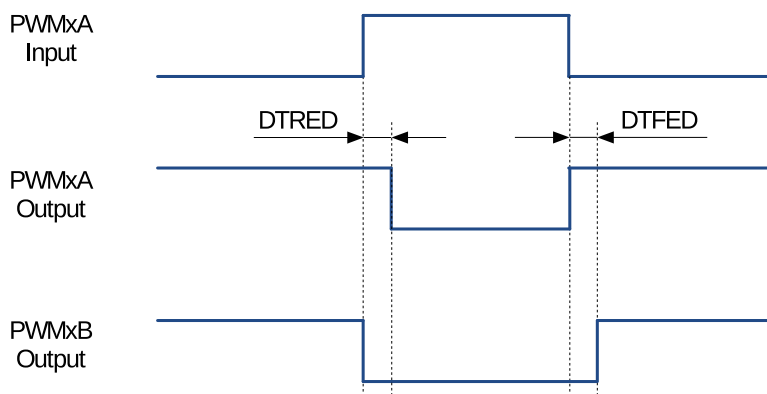 PWMxA
Input
DTRED
DTFED
PWMxA
Output
PWMxB
Output